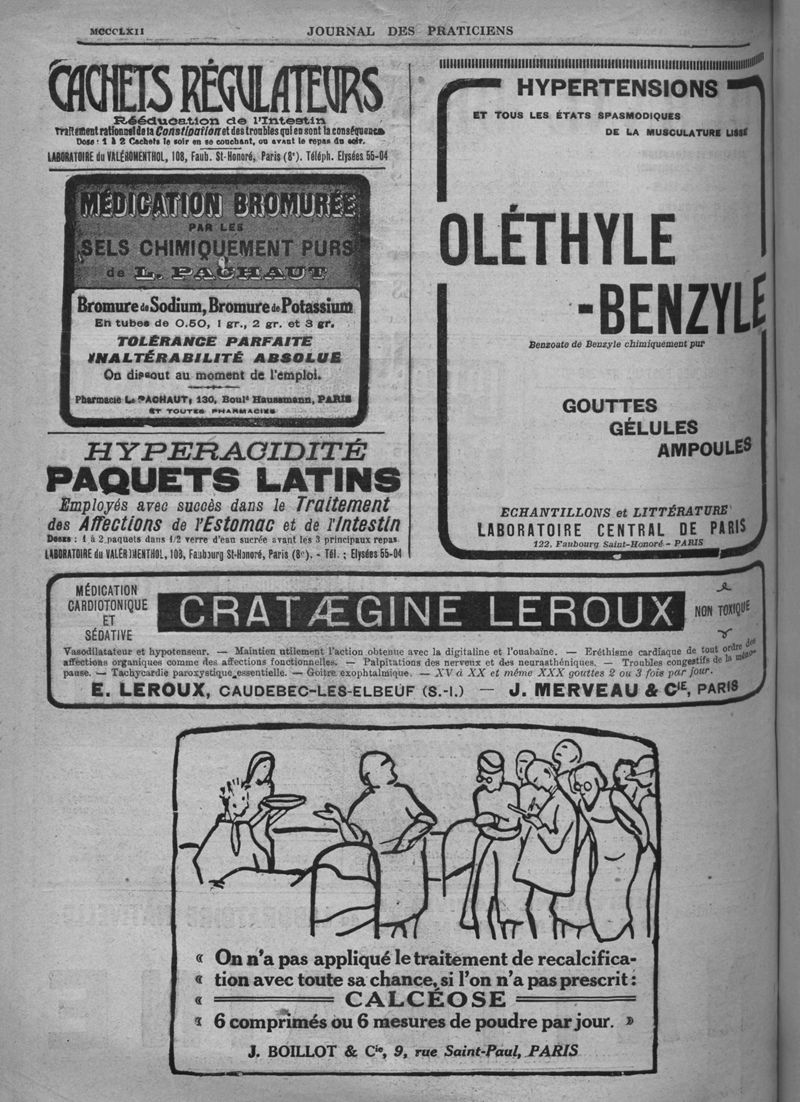 MCCCLXII
JOURNAL DES PRATICIENS
CACHETS RÉGULATEURS
Rééducation de l'Intestin
Traitement rationnel de la Constipation et des troubles qui en sont la conséquence
Dose : 1 à 2 Cachets le soir en se couchant, ou avant le repas du soir.
LABORATOIRE du VALÉROMENTHOL, 108, Faub. St-Honoré, Paris (8e). Téléph. Elysées 55-04
MÉDICATION BROMURÉE
PAR LES
SELS CHIMIQUEMENT PURS
de L. PACHAUT
Bromure de Sodium, Bromure de Potassium
En tubes de 0.50, 1 gr., 2 gr. et 3 gr.
TOLÉRANCE PARFAITE
INALTÉRABILITÉ ABSOLUE
On dissout au moment de l'emploi.
Pharmacie L. PACHAUT, 130, Bould Haussmann, PARIS
ET TOUTES PHARMACIES
HYPERACIDITÉ
PAQUETS LATINS
Employés avec succès dans le Traitement
des Affections de l'Estomac et de l'Intestin
Doses : 1 à 2 paquets dans 1/2 verre d'eau sucrée avant les 3 principaux repas
LABORATOIRE du VALÉROMENTHOL, 108, Faubourg St-Honoré, Paris (8e). - Tél. : Elysées 55-04
HYPERTENSIONS
ET TOUS LES ÉTATS SPASMODIQUES
DE LA MUSCULATURE LISSE
OLÉTHYLE
-BENZYLE
Benzoate de Benzyle chimiquement pur
GOUTTES
GÉLULES
AMPOULES
ECHANTILLONS et LITTÉRATURE
LABORATOIRE CENTRAL DE PARIS
122, Faubourg Saint-Honoré - PARIS
MÉDICATION
CARDIOTONIQUE
ET
SÉDATIVE
CRATÆGINE LEROUX
NON TOXIQUE
Vasodilatateur et hypotenseur. — Maintien utilement l'action obtenue avec la digitaline et l'ouabaïne. — Eréthisme cardiaque de tout ordre des
affections organiques comme des affections fonctionnelles. — Palpitations des nerveux et des neurasthéniques. — Troubles congestifs de la méno-
pause. — Tachycardie paroxystique essentielle. — Goitre exophtalmique. — XV à XX et même XXX gouttes 2 ou 3 fois par jour.
E. LEROUX, CAUDEBEC-LES-ELBEUF (S.-I.) — J. MERVEAU & CIE, PARIS
« On n'a pas appliqué le traitement de recalcifica-
« tion avec toute sa chance, si l'on n'a pas prescrit :
« CALCÉOSE
« 6 comprimés ou 6 mesures de poudre par jour. »
J. BOILLOT & Cie, 9, rue Saint-Paul, PARIS